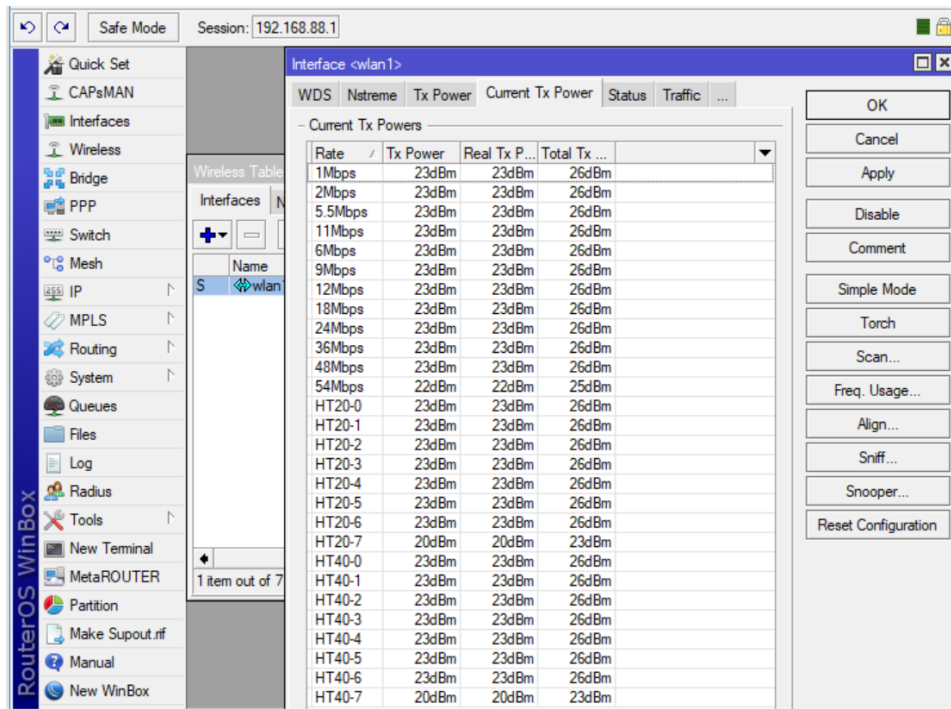 Safe Mode Session: 192.168.88.1
RouterOS WinBox
Quick Set
CAPsMAN
Interfaces
Wireless
Bridge
PPP
Switch
Mesh
255 IP
MPLS
Routing
System
Queues
Files
Log
Radius
Tools
New Terminal
MetaROUTER
Partition
Make Supout.rif
Manual
New WinBox
Wireless Table
Interfaces N
Name
S wlan1
1 item out of 7
Interface <wlan1>
WDS Nstreme Tx Power Current Tx Power Status Traffic ...
Current Tx Powers
Rate Tx Power Real Tx P... Total Tx ...
1Mbps 23dBm 23dBm 26dBm
2Mbps 23dBm 23dBm 26dBm
5.5Mbps 23dBm 23dBm 26dBm
11Mbps 23dBm 23dBm 26dBm
6Mbps 23dBm 23dBm 26dBm
9Mbps 23dBm 23dBm 26dBm
12Mbps 23dBm 23dBm 26dBm
18Mbps 23dBm 23dBm 26dBm
24Mbps 23dBm 23dBm 26dBm
36Mbps 23dBm 23dBm 26dBm
48Mbps 23dBm 23dBm 26dBm
54Mbps 22dBm 22dBm 25dBm
HT20-0 23dBm 23dBm 26dBm
HT20-1 23dBm 23dBm 26dBm
HT20-2 23dBm 23dBm 26dBm
HT20-3 23dBm 23dBm 26dBm
HT20-4 23dBm 23dBm 26dBm
HT20-5 23dBm 23dBm 26dBm
HT20-6 23dBm 23dBm 26dBm
HT20-7 20dBm 20dBm 23dBm
HT40-0 23dBm 23dBm 26dBm
HT40-1 23dBm 23dBm 26dBm
HT40-2 23dBm 23dBm 26dBm
HT40-3 23dBm 23dBm 26dBm
HT40-4 23dBm 23dBm 26dBm
HT40-5 23dBm 23dBm 26dBm
HT40-6 23dBm 23dBm 26dBm
HT40-7 20dBm 20dBm 23dBm
OK
Cancel
Apply
Disable
Comment
Simple Mode
Torch
Scan...
Freq. Usage...
Align...
Sniff...
Snooper...
Reset Configuration